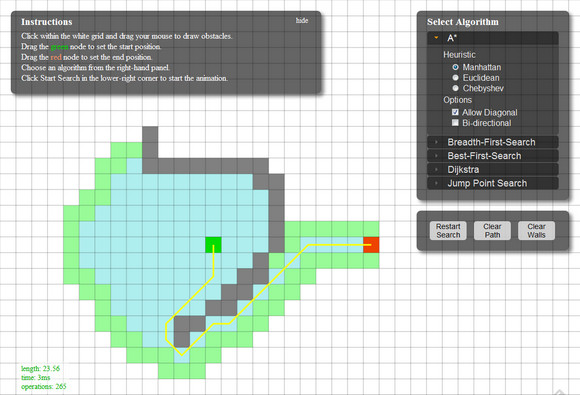 Instructions
hide
Click within the white grid and drag your mouse to draw obstacles.
Drag the green node to set the start position.
Drag the red node to set the end position.
Choose an algorithm from the right-hand panel.
Click Start Search in the lower-right corner to start the animation.
Select Algorithm
A*
Heuristic
Manhattan
Euclidean
Chebyshev
Options
Allow Diagonal
Bi-directional
Breadth-First-Search
Best-First-Search
Dijkstra
Jump Point Search
Restart
Search
Clear
Path
Clear
Walls
length: 23.56
time: 3ms
operations: 265